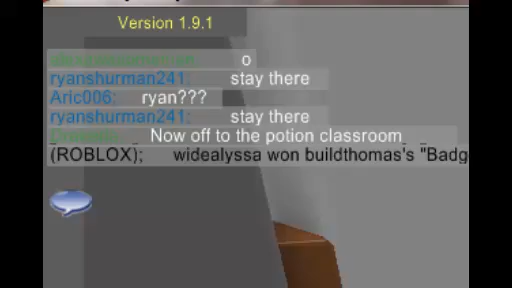 Version 1.9.1
o
ryanshurman241: stay there
Aric006: ryan???
ryanshurman241: stay there
Now off to the potion classroom
(ROBLOX); widealyssa won buildthomas's "Badg